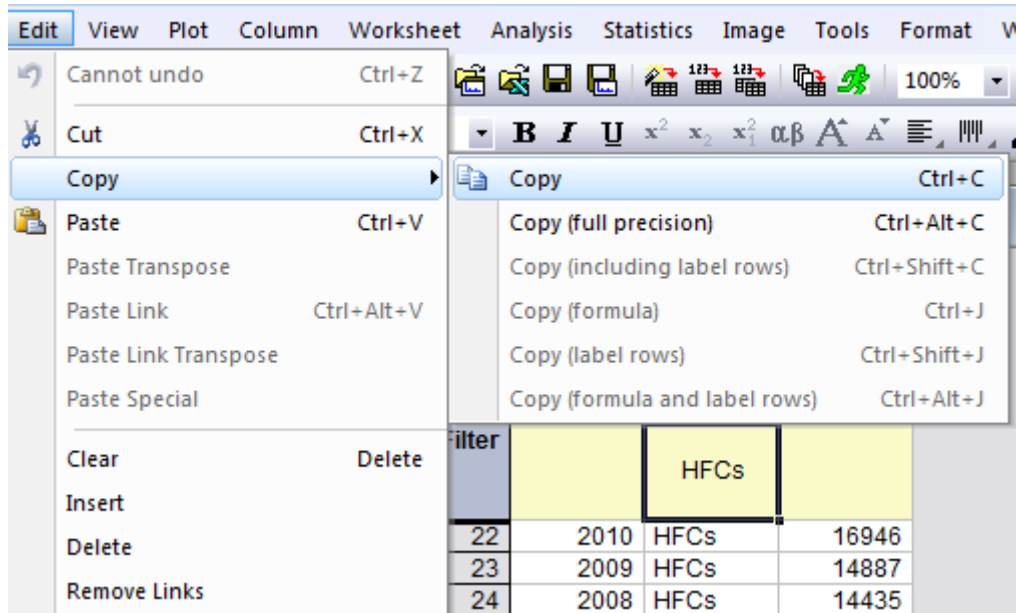 Edit View Plot Column Worksheet Analysis Statistics Image Tools Format W
Cannot undo Ctrl+Z
100%
Cut Ctrl+X
B I U x² x₂ x²₁ αβ A A
Copy
Copy Ctrl+C
Paste Ctrl+V
Copy (full precision) Ctrl+Alt+C
Paste Transpose
Copy (including label rows) Ctrl+Shift+C
Paste Link Ctrl+Alt+V
Copy (formula) Ctrl+J
Paste Link Transpose
Copy (label rows) Ctrl+Shift+J
Paste Special
Copy (formula and label rows) Ctrl+Alt+J
Clear Delete
Filter
HFCs
Insert
Delete
22 2010 HFCs 16946
23 2009 HFCs 14887
Remove Links
24 2008 HFCs 14435